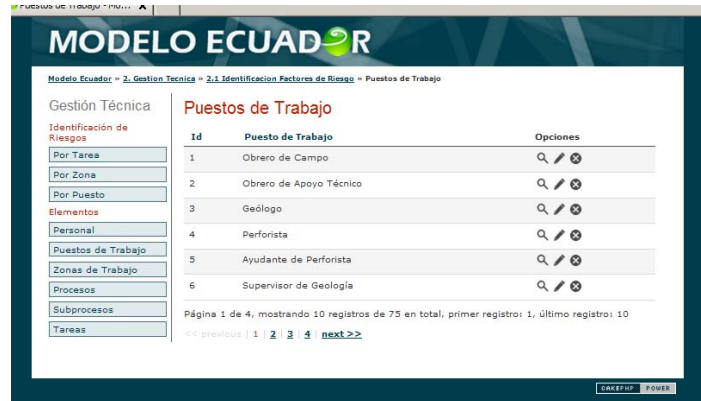 Puestos de Trabajo - Mo... X
MODELO ECUADOR
Modelo Ecuador » 2. Gestion Tecnica » 2.1 Identificacion Factores de Riesgo » Puestos de Trabajo
Gestión Técnica
Identificación de
Riesgos
Por Tarea
Por Zona
Por Puesto
Elementos
Personal
Puestos de Trabajo
Zonas de Trabajo
Procesos
Subprocesos
Tareas
Puestos de Trabajo
Id Puesto de Trabajo Opciones
1 Obrero de Campo
2 Obrero de Apoyo Técnico
3 Geólogo
4 Perforista
5 Ayudante de Perforista
6 Supervisor de Geología
Página 1 de 4, mostrando 10 registros de 75 en total, primer registro: 1, último registro: 10
<< previous | 1 | 2 | 3 | 4 | next >>
CAKEPHP POWER